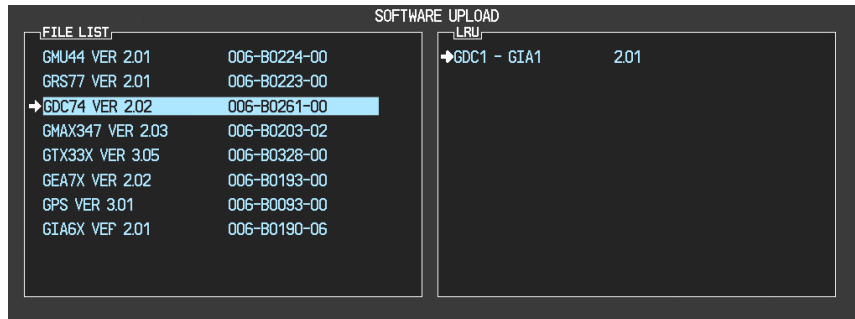 SOFTWARE UPLOAD
FILE LIST
GMU44 VER 2.01 006-B0224-00
GRS77 VER 2.01 006-B0223-00
GDC74 VER 2.02 006-B0261-00
GMAX347 VER 2.03 006-B0203-02
GTX33X VER 3.05 006-B0328-00
GEA7X VER 2.02 006-B0193-00
GPS VER 3.01 006-B0093-00
GIA6X VER 2.01 006-B0190-06
LRU
GDC1 - GIA1 2.01